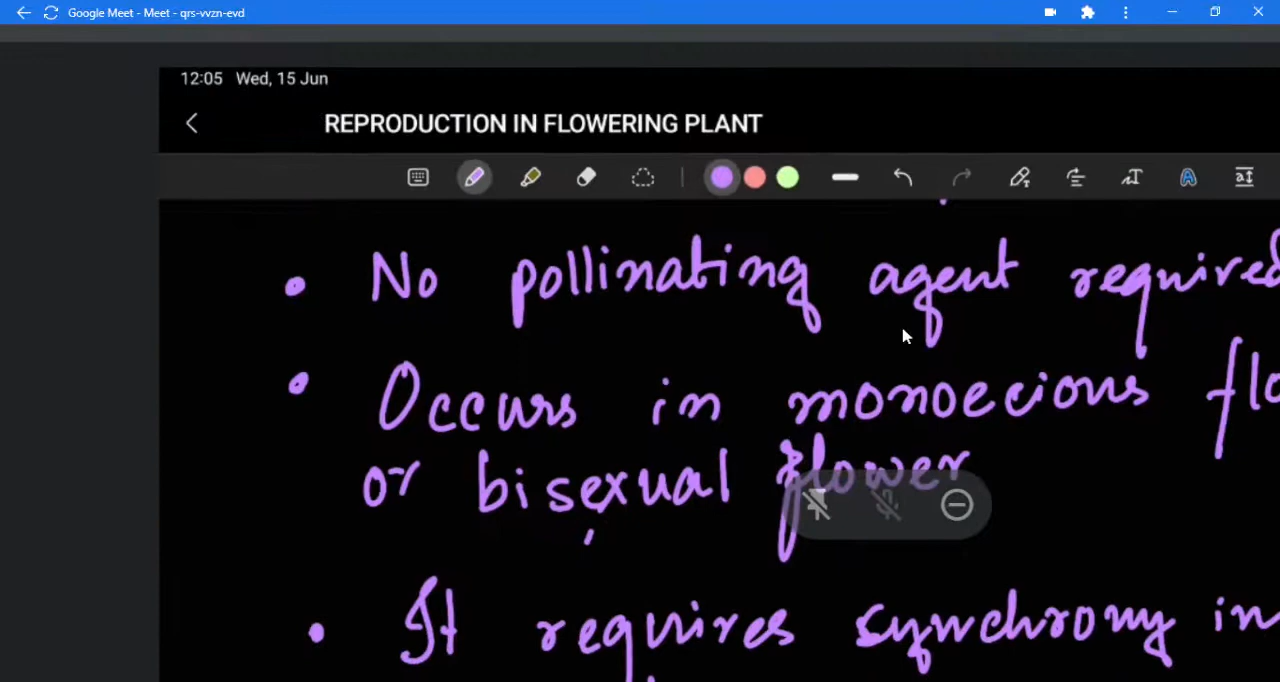 Google Meet - Meet - qrs-vvzn-evd
12:05 Wed, 15 Jun
REPRODUCTION IN FLOWERING PLANT
• No pollinating agent required
• Occurs in monoecious flo
or bisexual flower
• It requires synchrony in